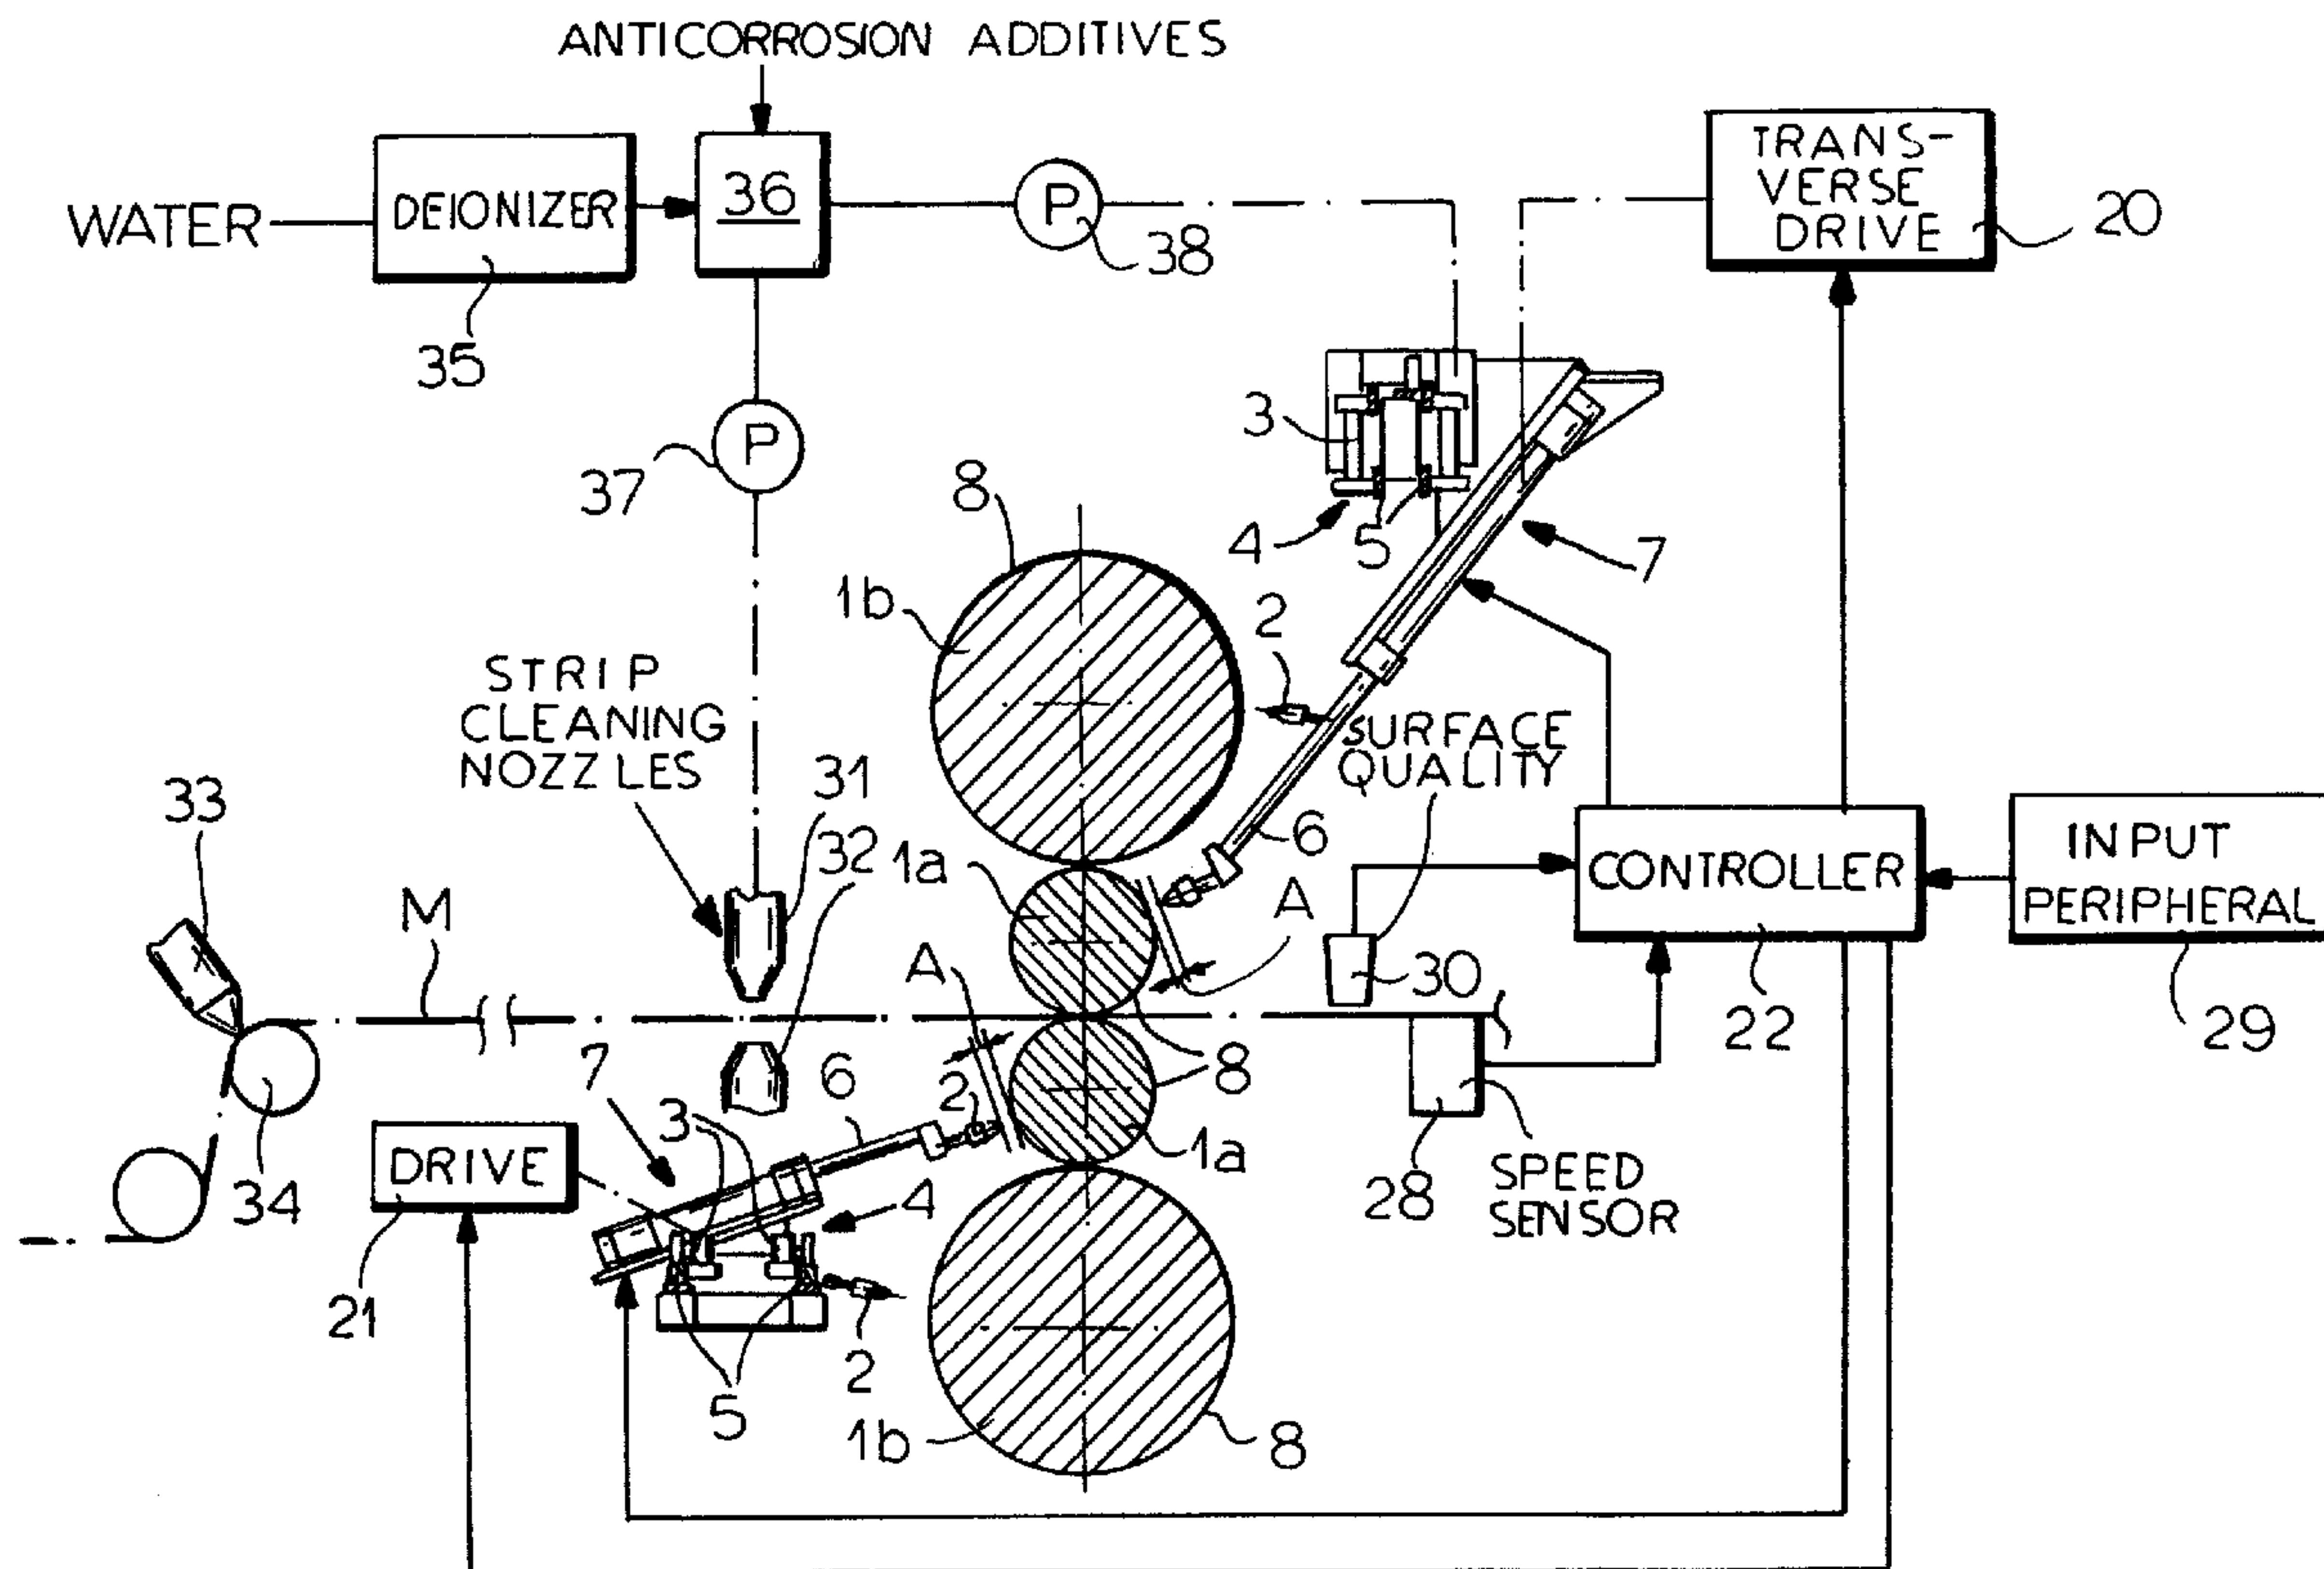 ANTICORROSION ADDITIVES
WATER
DEIONIZER
36
P
38
TRANS-
VERSE
DRIVE
20
35
P
37
3
4
5
7
8
1b
2
STRIP
CLEANING
NOZZLES
SURFACE
QUALITY
31
32
33
6
1a
CONTROLLER
INPUT
PERIPHERAL
M
A
A
30
22
29
7
6
2
8
3
DRIVE
34
1a
28
SPEED
SENSOR
4
21
2
5
1b
8